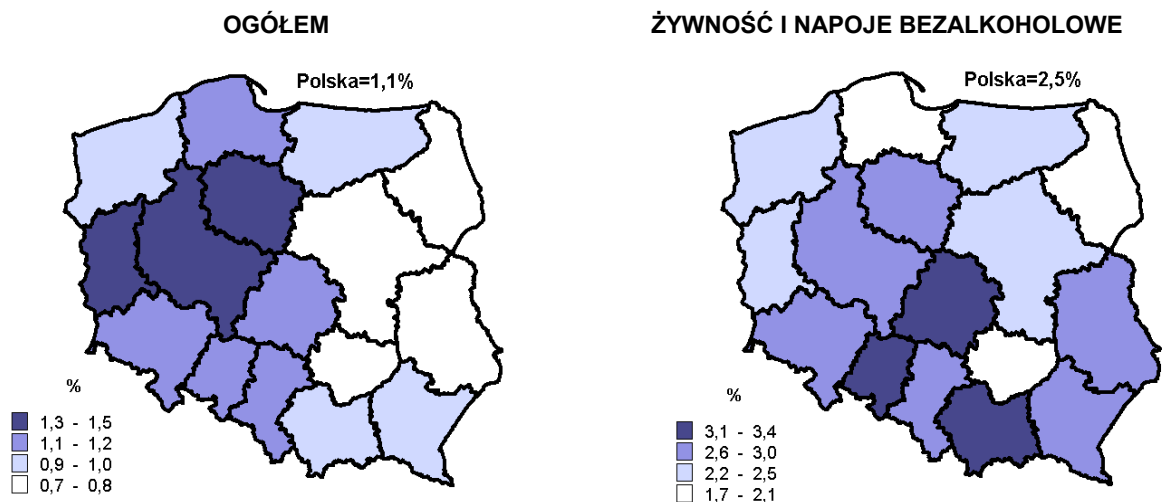 OGÓŁEM
Polska=1,1%
%
1,3 - 1,5
1,1 - 1,2
0,9 - 1,0
0,7 - 0,8
ŻYWNOŚĆ I NAPOJE BEZALKOHOLOWE
Polska=2,5%
%
3,1 - 3,4
2,6 - 3,0
2,2 - 2,5
1,7 - 2,1